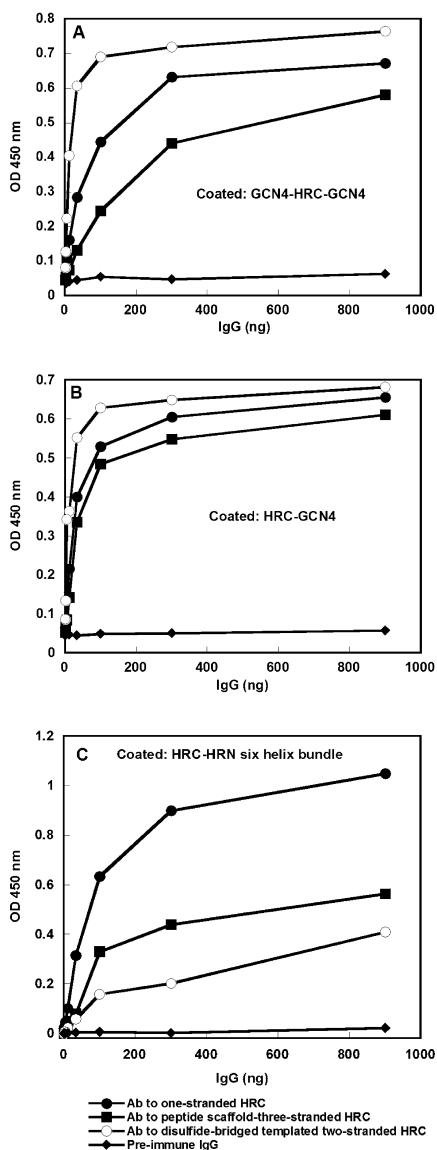 A
0.8
0.7
0.6
0.5
0.4
0.3
0.2
0.1
0
OD 450 nm
Coated: GCN4-HRC-GCN4
0 200 400 600 800 1000
IgG (ng)
B
0.7
0.6
0.5
0.4
0.3
0.2
0.1
0
OD 450 nm
Coated: HRC-GCN4
0 200 400 600 800 1000
IgG (ng)
C Coated: HRC-HRN six helix bundle
1.2
1
0.8
0.6
0.4
0.2
0
OD 450 nm
0 200 400 600 800 1000
IgG (ng)
Ab to one-stranded HRC
Ab to peptide scaffold-three-stranded HRC
Ab to disulfide-bridged templated two-stranded HRC
Pre-immune IgG